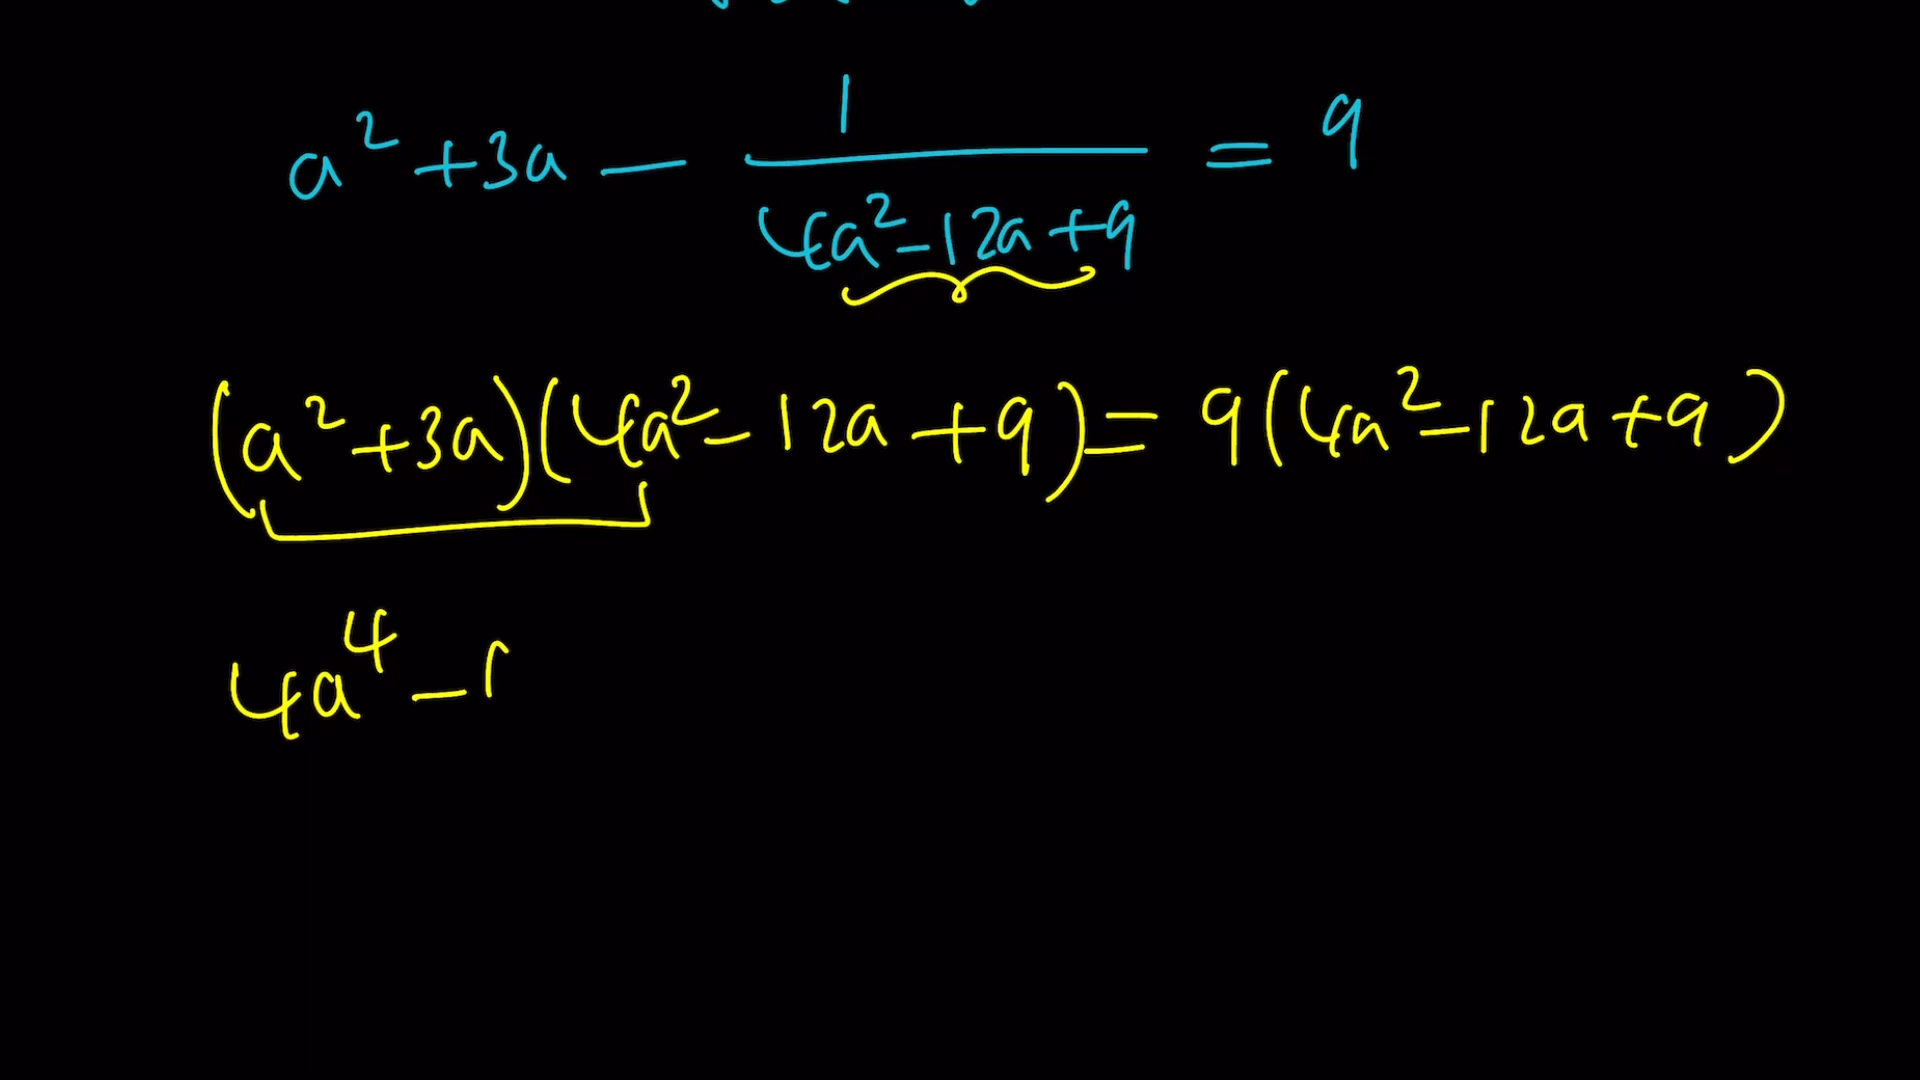 a² + 3a — 1/(4a² - 12a + 9) = 9
(a² + 3a)(4a² - 12a + 9) = 9(4a² - 12a + 9)
4a⁴ -